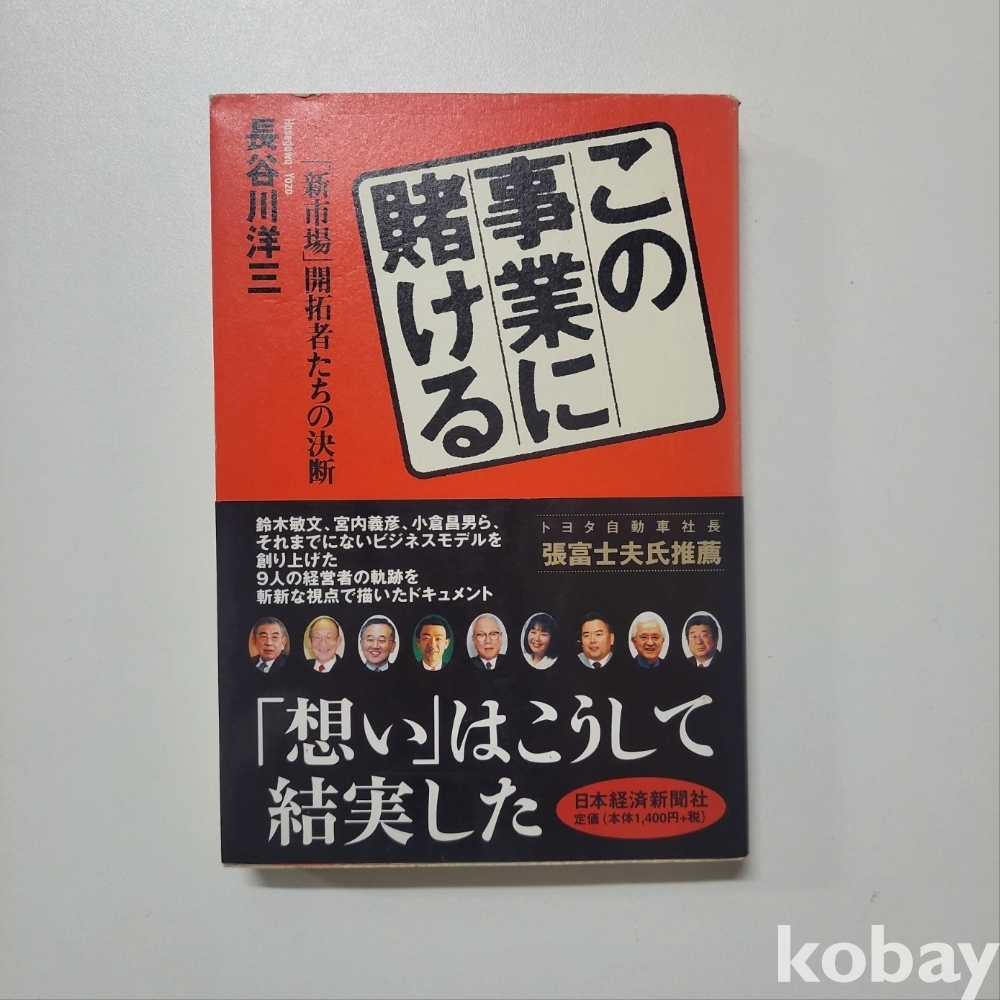 この
事業に
賭ける
「新市場」開拓者たちの決断
Hasegawa Yozo
長谷川洋三
鈴木敏文、宮内義彦、小倉昌男ら、
それまでにないビジネスモデルを
創り上げた
9人の経営者の軌跡を
斬新な視点で描いたドキュメント
トヨタ自動車社長
張富士夫氏推薦
「想い」はこうして
結実した
日本経済新聞社
定価(本体1,400円+税)
kobay